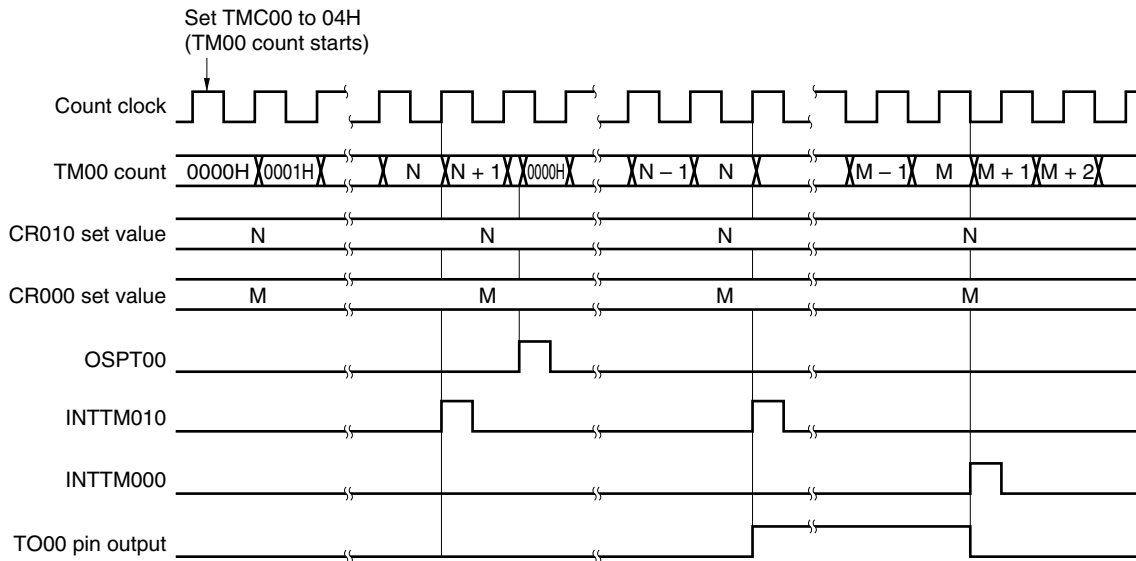 Set TMC00 to 04H
(TM00 count starts)
Count clock
TM00 count 0000H 0001H N N + 1 0000H N – 1 N M – 1 M M + 1 M + 2
CR010 set value N N N N
CR000 set value M M M M
OSPT00
INTTM010
INTTM000
TO00 pin output